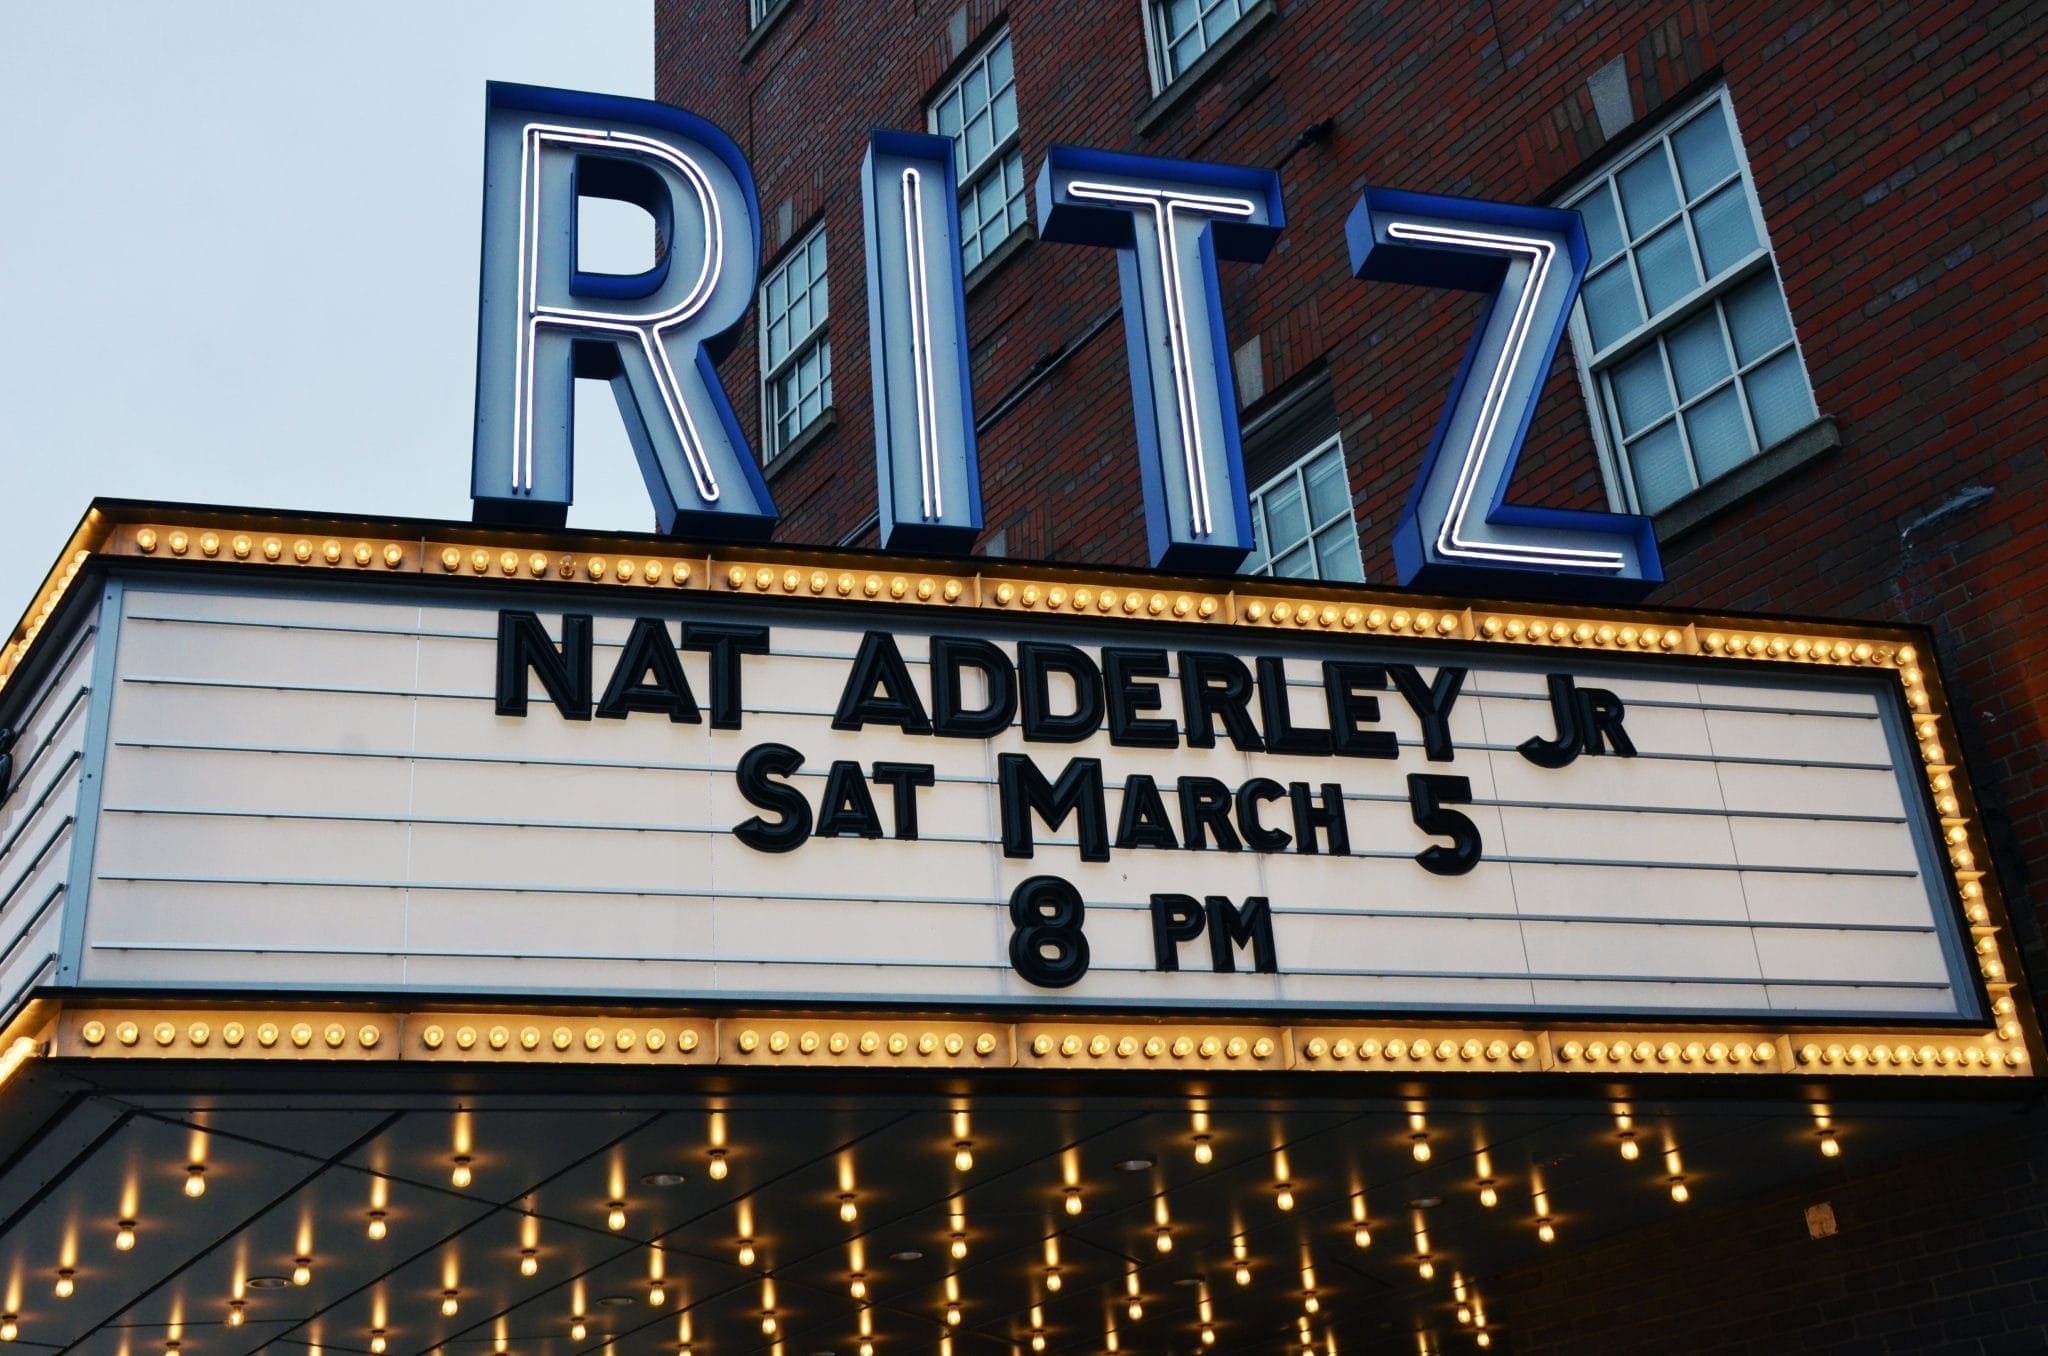 RITZ
NAT ADDERLEY JR
SAT MARCH 5
8 PM